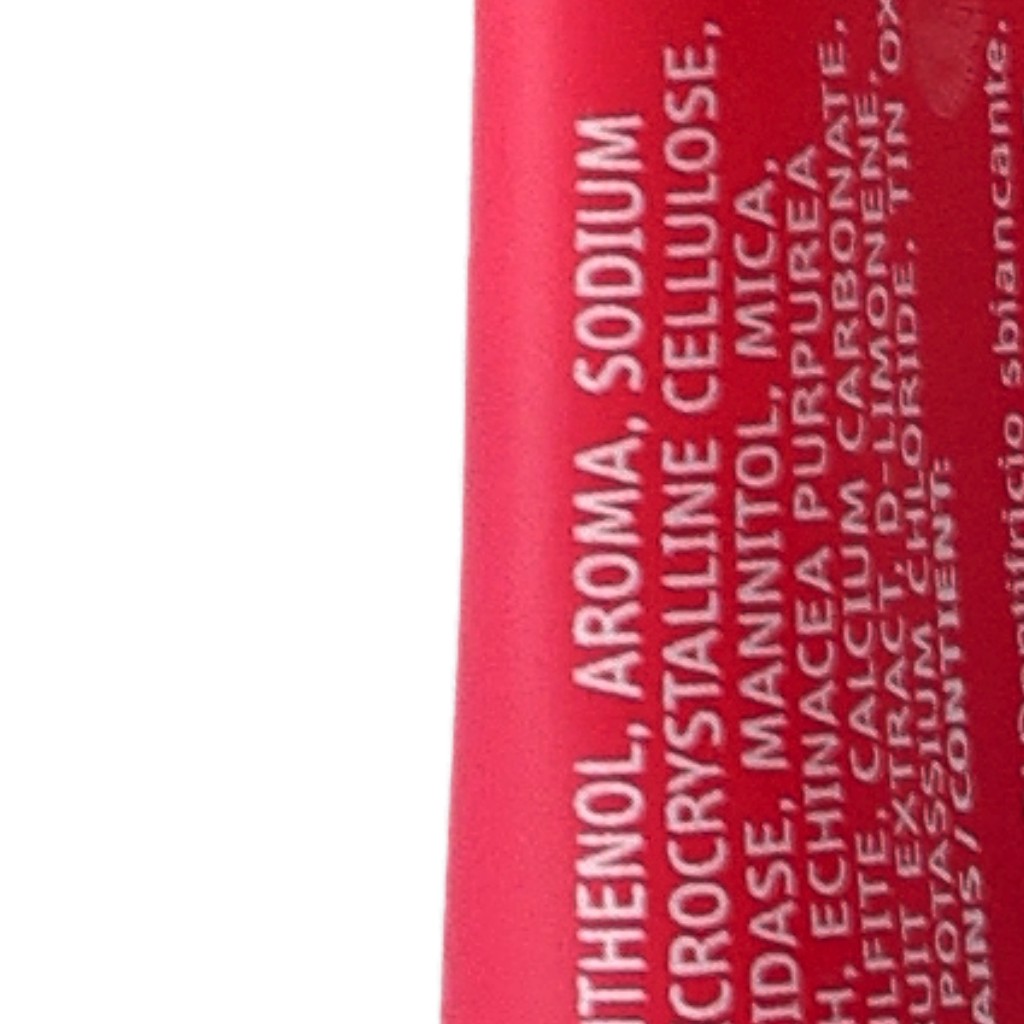 THENOL, AROMA, SODIUM
CROCRYSTALLINE CELLULOSE,
IDASE, MANNITOL, MICA,
H, ECHINACEA PURPUREA
LFITE, CALCIUM CARBONATE,
UIT EXTRACT, D-LIMONENE,
POTASSIUM CHLORIDE, TIN OX
AINS/CONTIENT:
Dentifricio sbiancante,